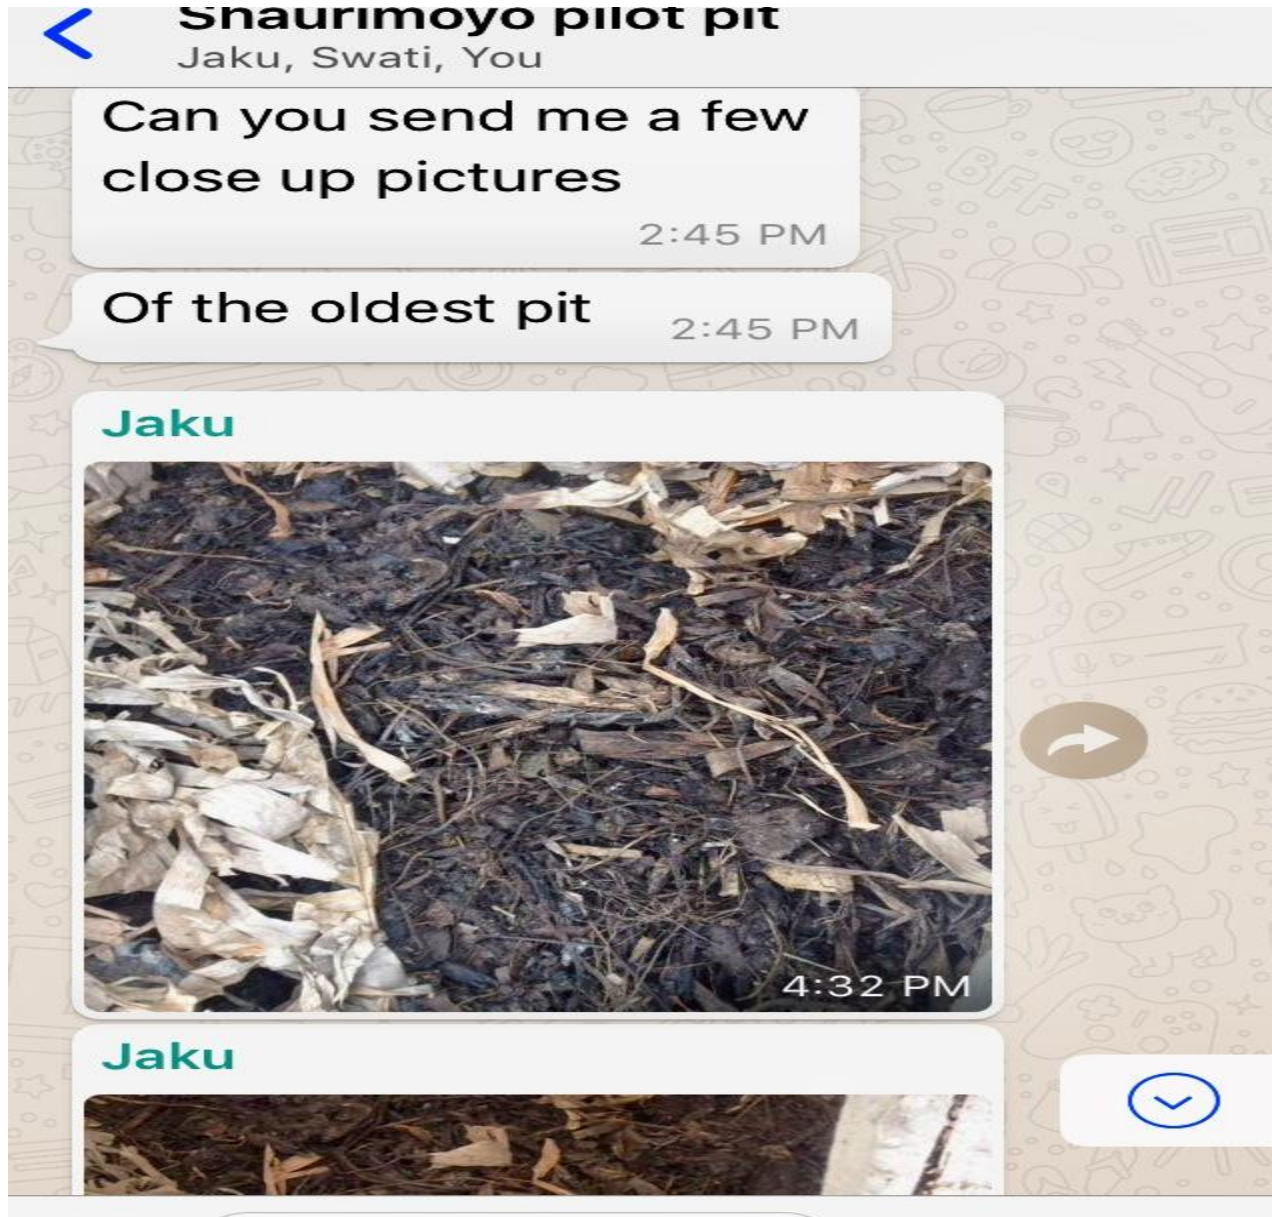 Shaurimoyo pilot pit
Jaku, Swati, You
Can you send me a few
close up pictures
2:45 PM
Of the oldest pit
2:45 PM
Jaku
4:32 PM
Jaku
BFF